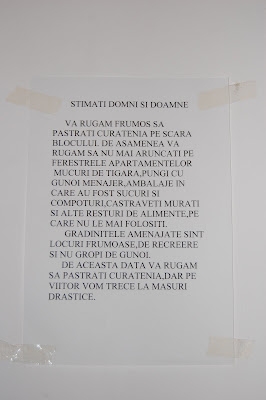 STIMATI DOMNI SI DOAMNE
VA RUGAM FRUMOS SA
PASTRATI CURATENIA PE SCARA
BLOCULUI. DE ASAMENEA VA
RUGAM SA NU MAI ARUNCATI PE
FERESTRELE APARTAMENTELOR
MUCURI DE TIGARA,PUNGI CU
GUNOI MENAJER,AMBALAJE IN
CARE AU FOST SUCURI SI
COMPOTURI,CASTRAVETI MURATI
SI ALTE RESTURI DE ALIMENTE,PE
CARE NU LE MAI FOLOSITI.
GRADINITELE AMENAJATE SINT
LOCURI FRUMOASE,DE RECREERE
SI NU GROPI DE GUNOI.
DE ACEASTA DATA VA RUGAM
SA PASTRATI CURATENIA,DAR PE
VIITOR VOM TRECE LA MASURI
DRASTICE.